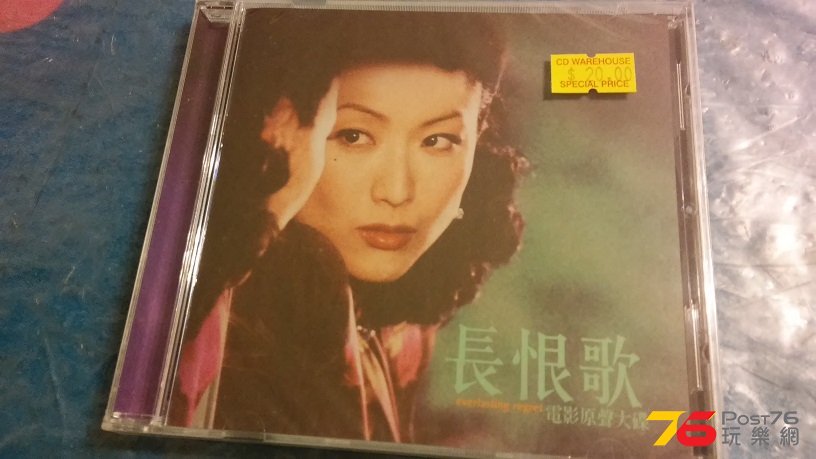 CD WAREHOUSE
$ 20.00
SPECIAL PRICE
長恨歌
everlasting regret
電影原聲大碟
76 POST76
玩樂網